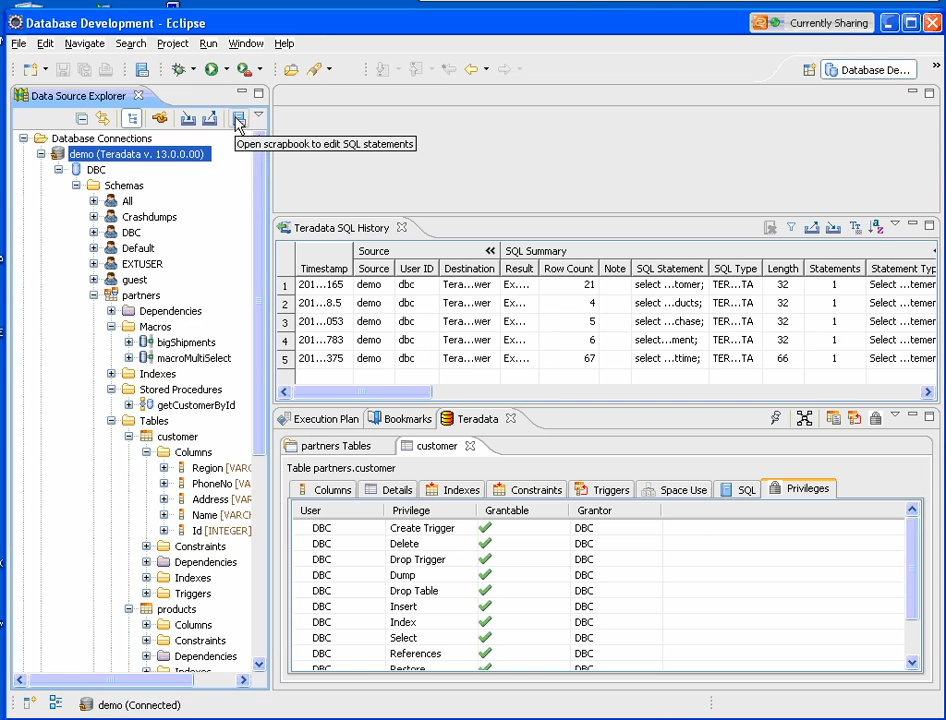 Database Development - Eclipse
Currently Sharing
File Edit Navigate Search Project Run Window Help
Database De...
Data Source Explorer
Open scrapbook to edit SQL statements
Database Connections
demo (Teradata v. 13.0.0.00)
DBC
Schemas
All
Crashdumps
DBC
Default
EXTUSER
guest
partners
Dependencies
Macros
bigShipments
macroMultiSelect
Indexes
Stored Procedures
getCustomerById
Tables
customer
Columns
Region [VARC
PhoneNo [VAR
Address [VARC
Name [VARCH
Id [INTEGER]
Constraints
Dependencies
Indexes
Triggers
products
Columns
Constraints
Dependencies
Indexes
Teradata SQL History
Source SQL Summary
Timestamp Source User ID Destination Result Row Count Note SQL Statement SQL Type Length Statements Statement Typ
1 201...165 demo dbc Tera...wer Ex.... 21 select ...tomer; TER...TA 32 1 Select ...temer
2 201...8.5 demo dbc Tera...wer Ex.... 4 select ...ducts; TER...TA 32 1 Select ...temer
3 201...053 demo dbc Tera...wer Ex.... 5 select ...chase; TER...TA 32 1 Select ...temer
4 201...783 demo dbc Tera...wer Ex.... 6 select...ment; TER...TA 32 1 Select ...temer
5 201...375 demo dbc Tera...wer Ex.... 67 select ...ttime; TER...TA 66 1 Select ...temer
Execution Plan Bookmarks Teradata
partners Tables customer
Table partners.customer
Columns Details Indexes Constraints Triggers Space Use SQL Privileges
User Privilege Grantable Grantor
DBC Create Trigger DBC
DBC Delete DBC
DBC Drop Trigger DBC
DBC Dump DBC
DBC Drop Table DBC
DBC Insert DBC
DBC Index DBC
DBC Select DBC
DBC References DBC
DBC Restore DBC
demo (Connected)